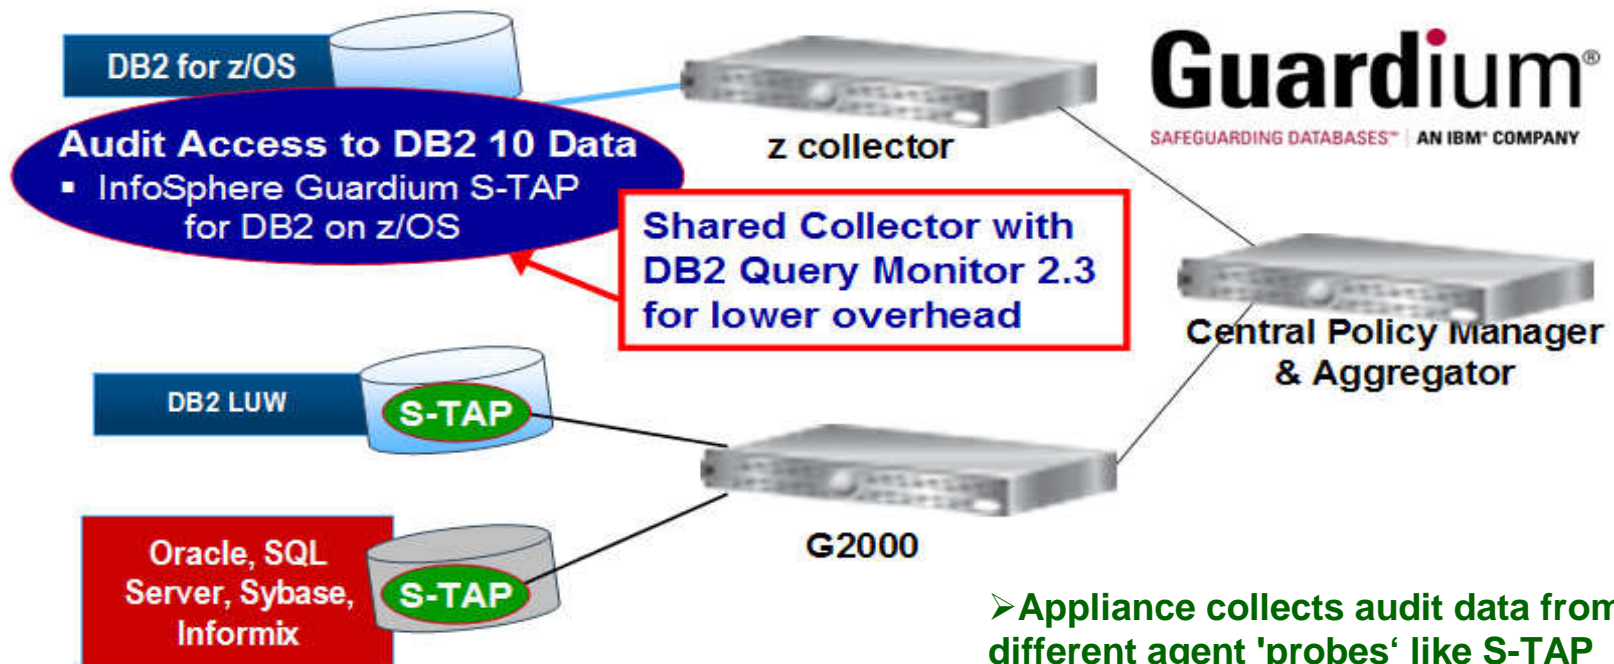 DB2 for z/OS
Audit Access to DB2 10 Data
▪ InfoSphere Guardium S-TAP
for DB2 on z/OS
z collector
Guardium®
SAFEGUARDING DATABASES™ | AN IBM® COMPANY
Shared Collector with
DB2 Query Monitor 2.3
for lower overhead
Central Policy Manager
& Aggregator
DB2 LUW
S-TAP
G2000
Oracle, SQL
Server, Sybase,
Informix
S-TAP
➢Appliance collects audit data from
different agent 'probes‘ like S-TAP